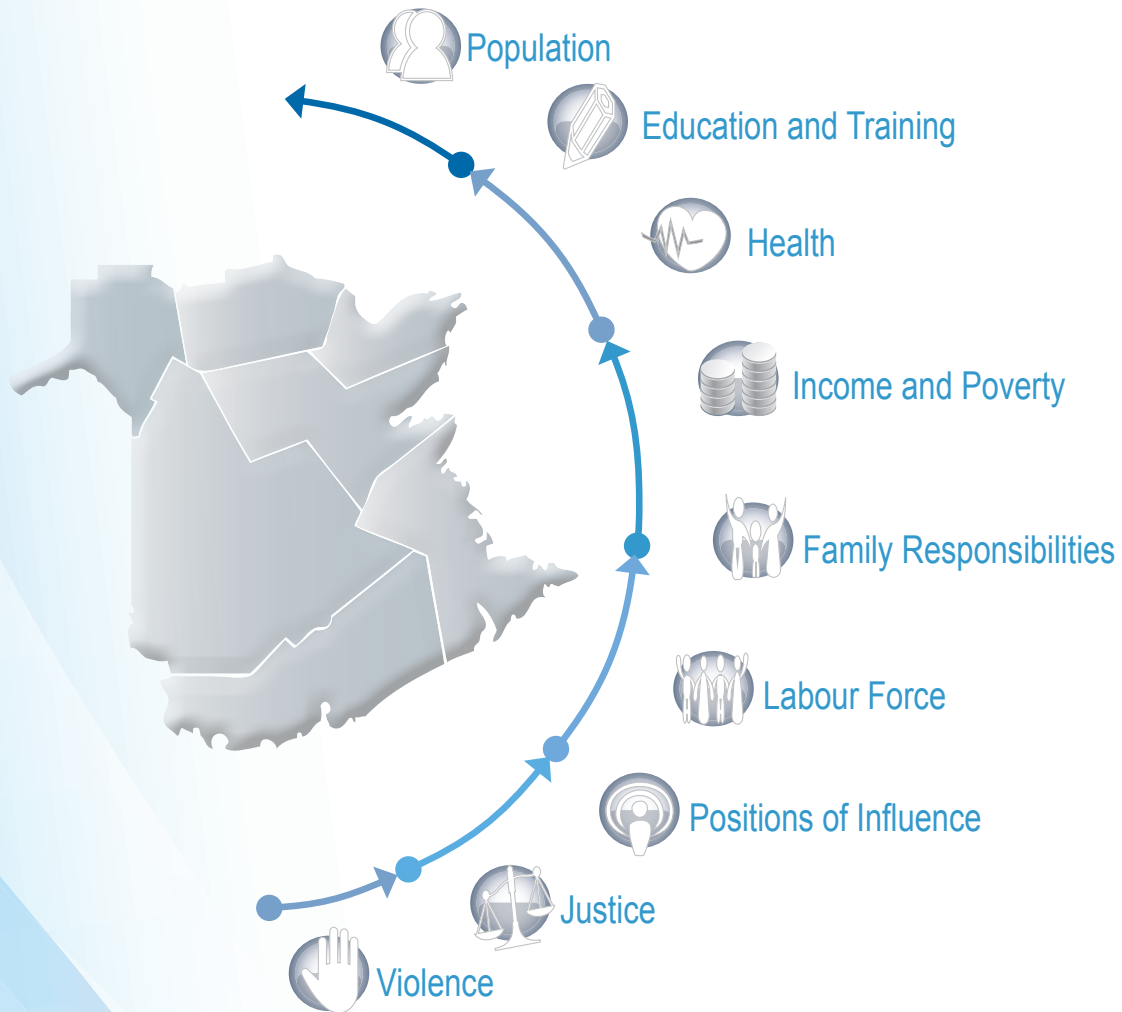 Population
Education and Training
Health
Income and Poverty
Family Responsibilities
Labour Force
Positions of Influence
Justice
Violence